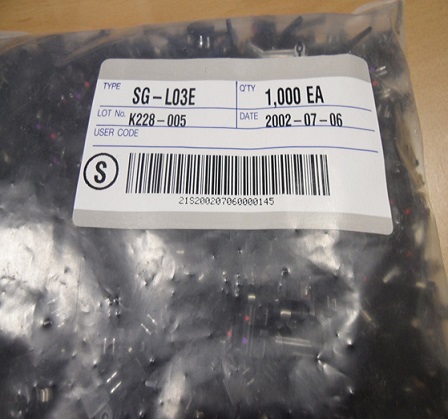 TYPE SG-L03E Q'TY 1,000 EA
LOT No. K228-005 DATE 2002-07-06
USER CODE
S
21S200207060000145